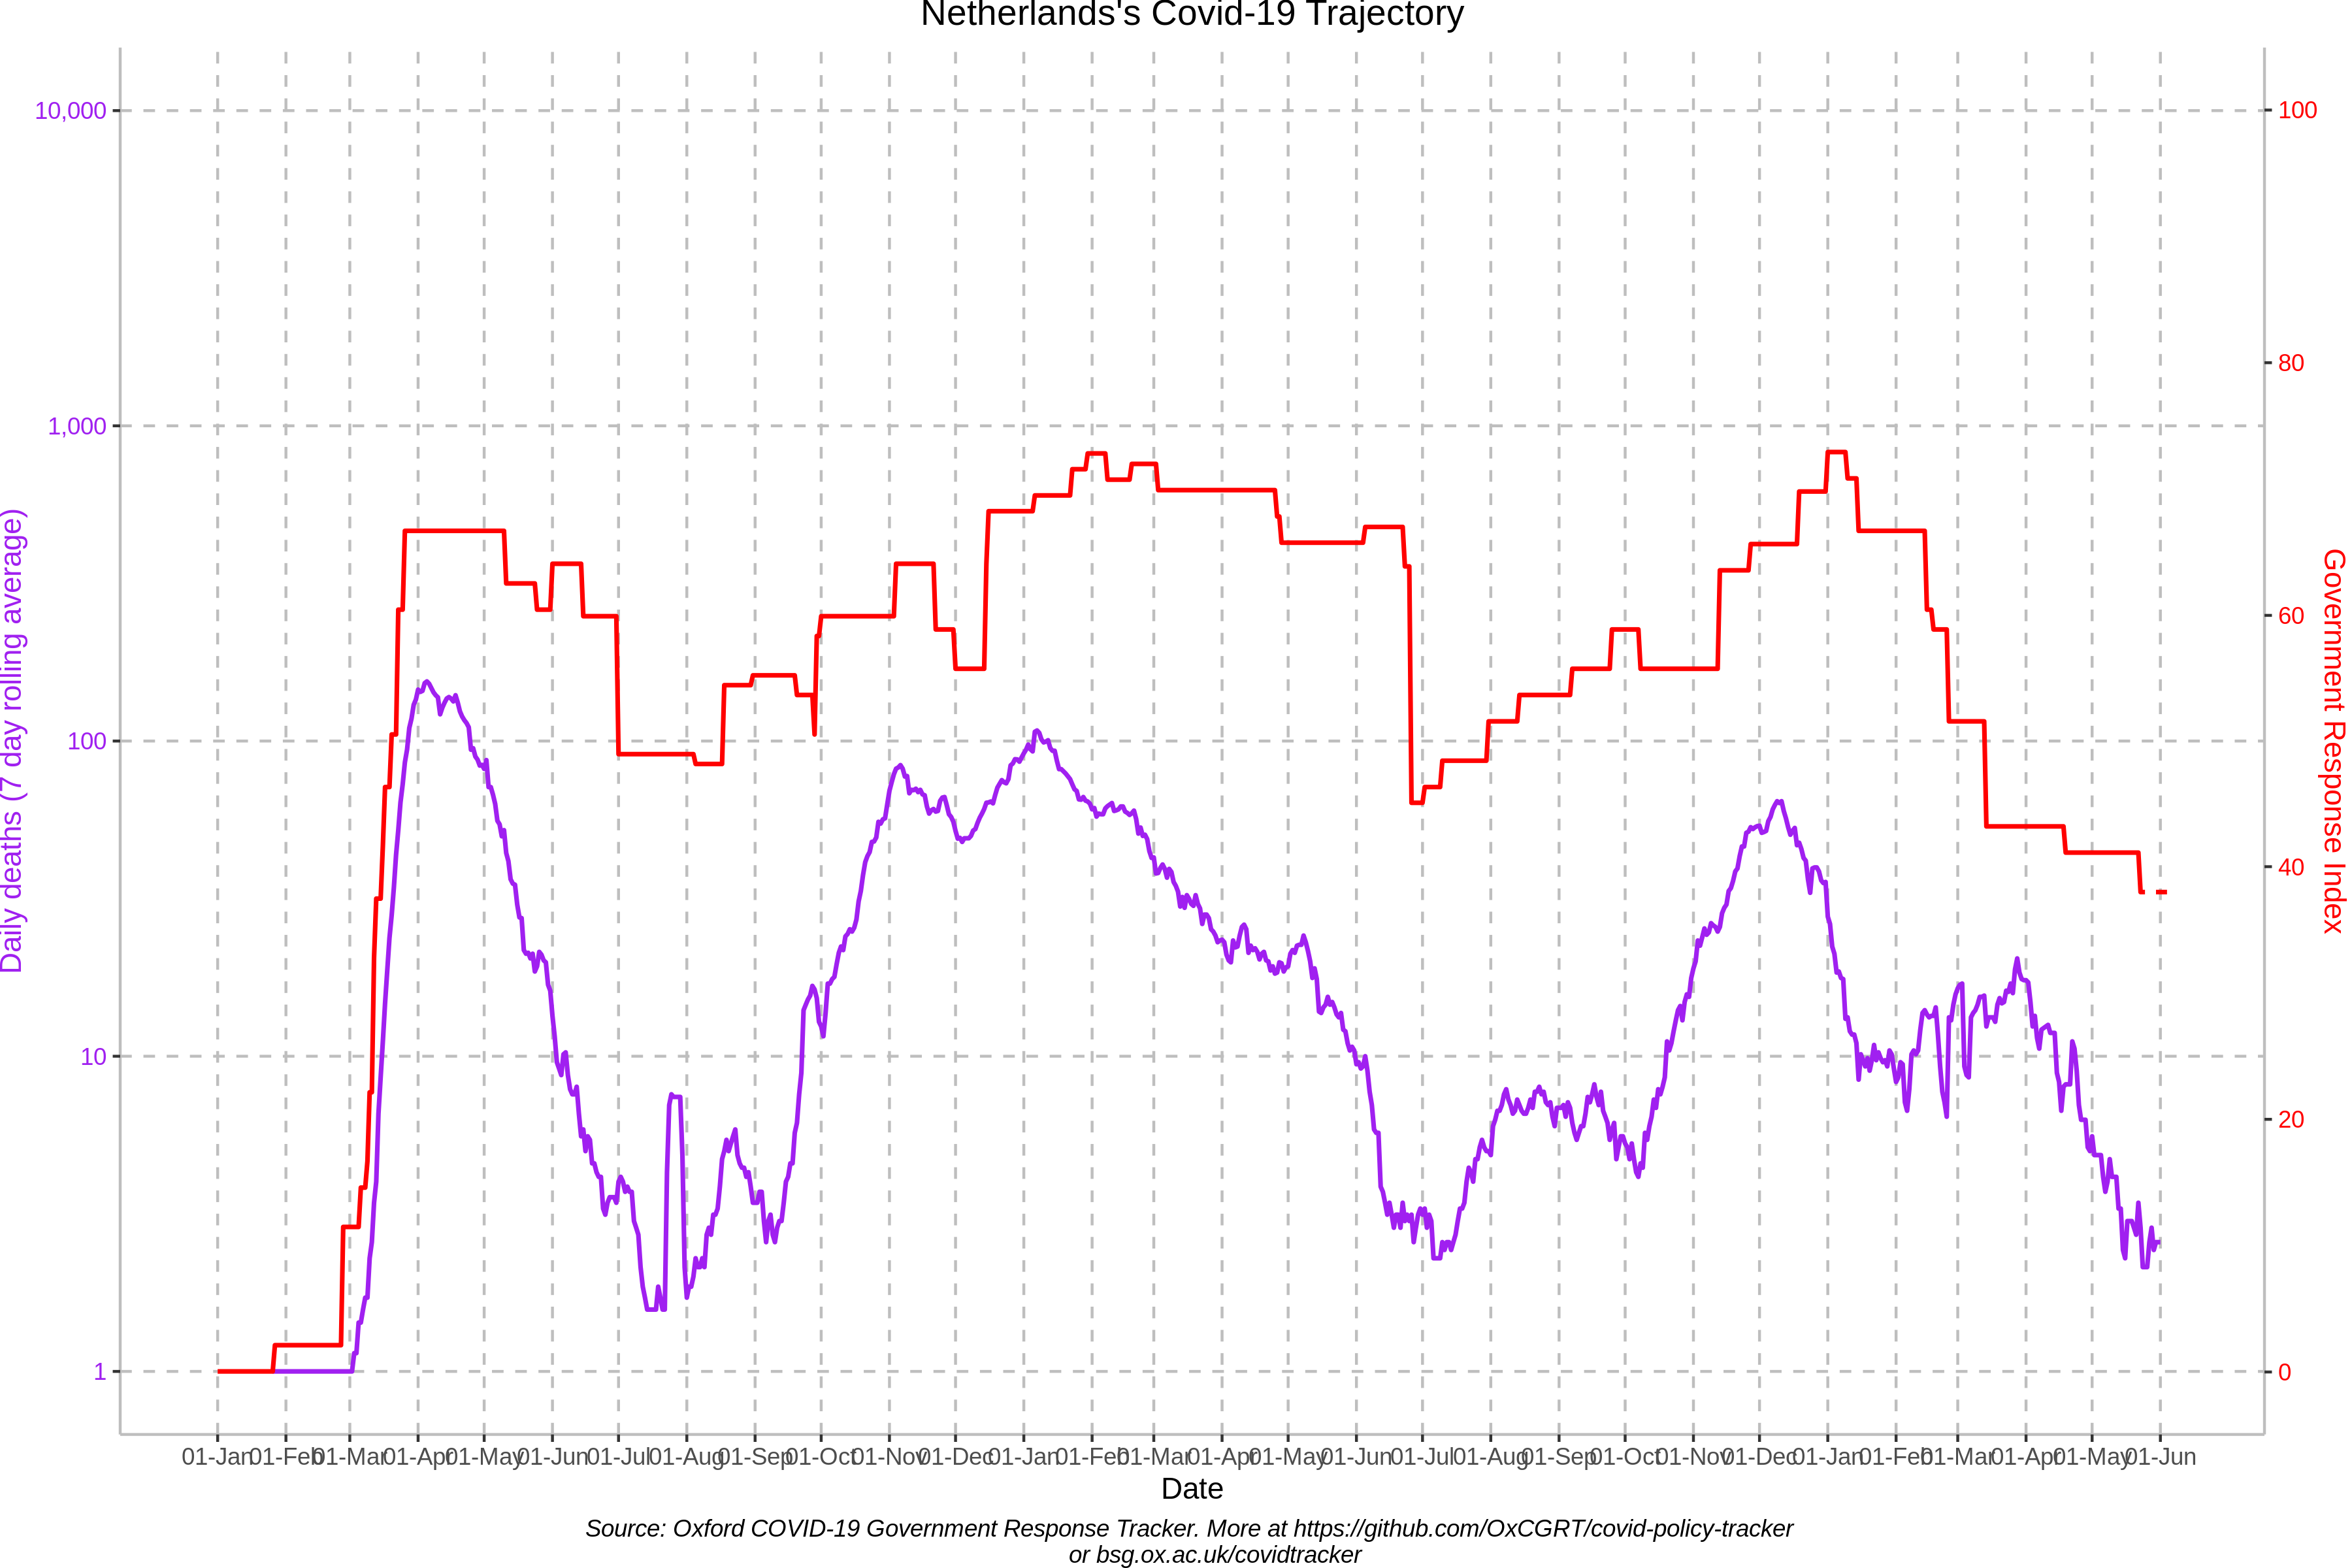 Netherlands's Covid-19 Trajectory
10,000
1,000
100
10
1
Daily deaths (7 day rolling average)
100
80
60
40
20
0
Government Response Index
01-Jan 01-Feb 01-Mar 01-Apr 01-May 01-Jun 01-Jul 01-Aug 01-Sep 01-Oct 01-Nov 01-Dec 01-Jan 01-Feb 01-Mar 01-Apr 01-May 01-Jun 01-Jul 01-Aug 01-Sep 01-Oct 01-Nov 01-Dec 01-Jan 01-Feb 01-Mar 01-Apr 01-May 01-Jun
Date
Source: Oxford COVID-19 Government Response Tracker. More at https://github.com/OxCGRT/covid-policy-tracker
or bsg.ox.ac.uk/covidtracker